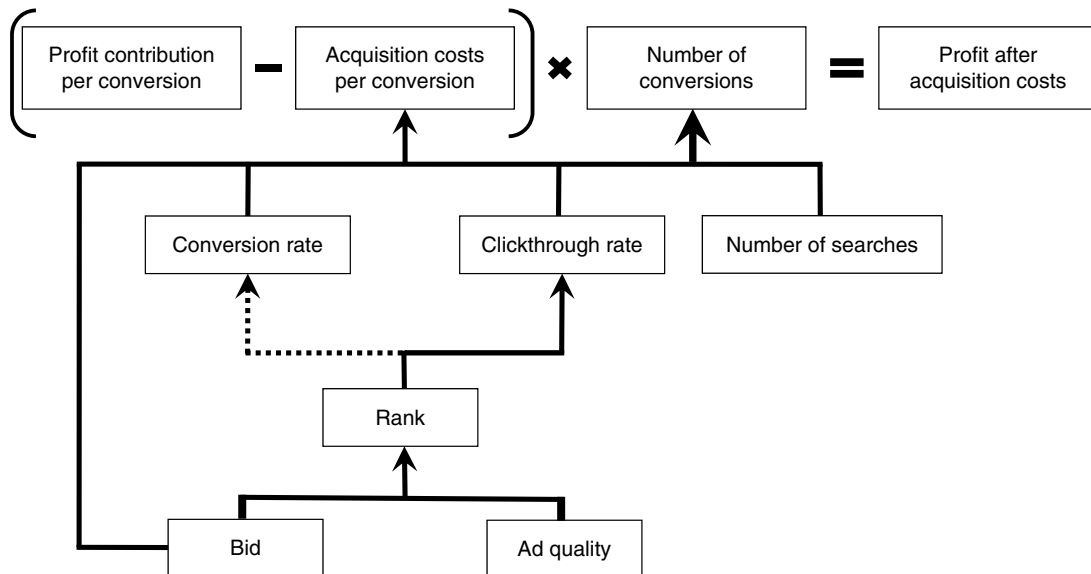 Profit contribution
per conversion
Acquisition costs
per conversion
Number of
conversions
Profit after
acquisition costs
Conversion rate
Clickthrough rate
Number of searches
Rank
Bid
Ad quality